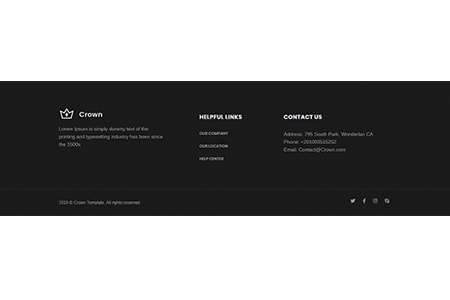 Crown
Lorem Ipsum is simply dummy text of the
printing and typesetting industry has been since
the 1500s
HELPFUL LINKS
OUR COMPANY
OUR LOCATION
HELP CENTER
CONTACT US
Address: 795 South Park, Wonderlan CA
Phone: +201093515252
Email: Contact@Crown.com
2019 © Crown Template. All rights reserved.